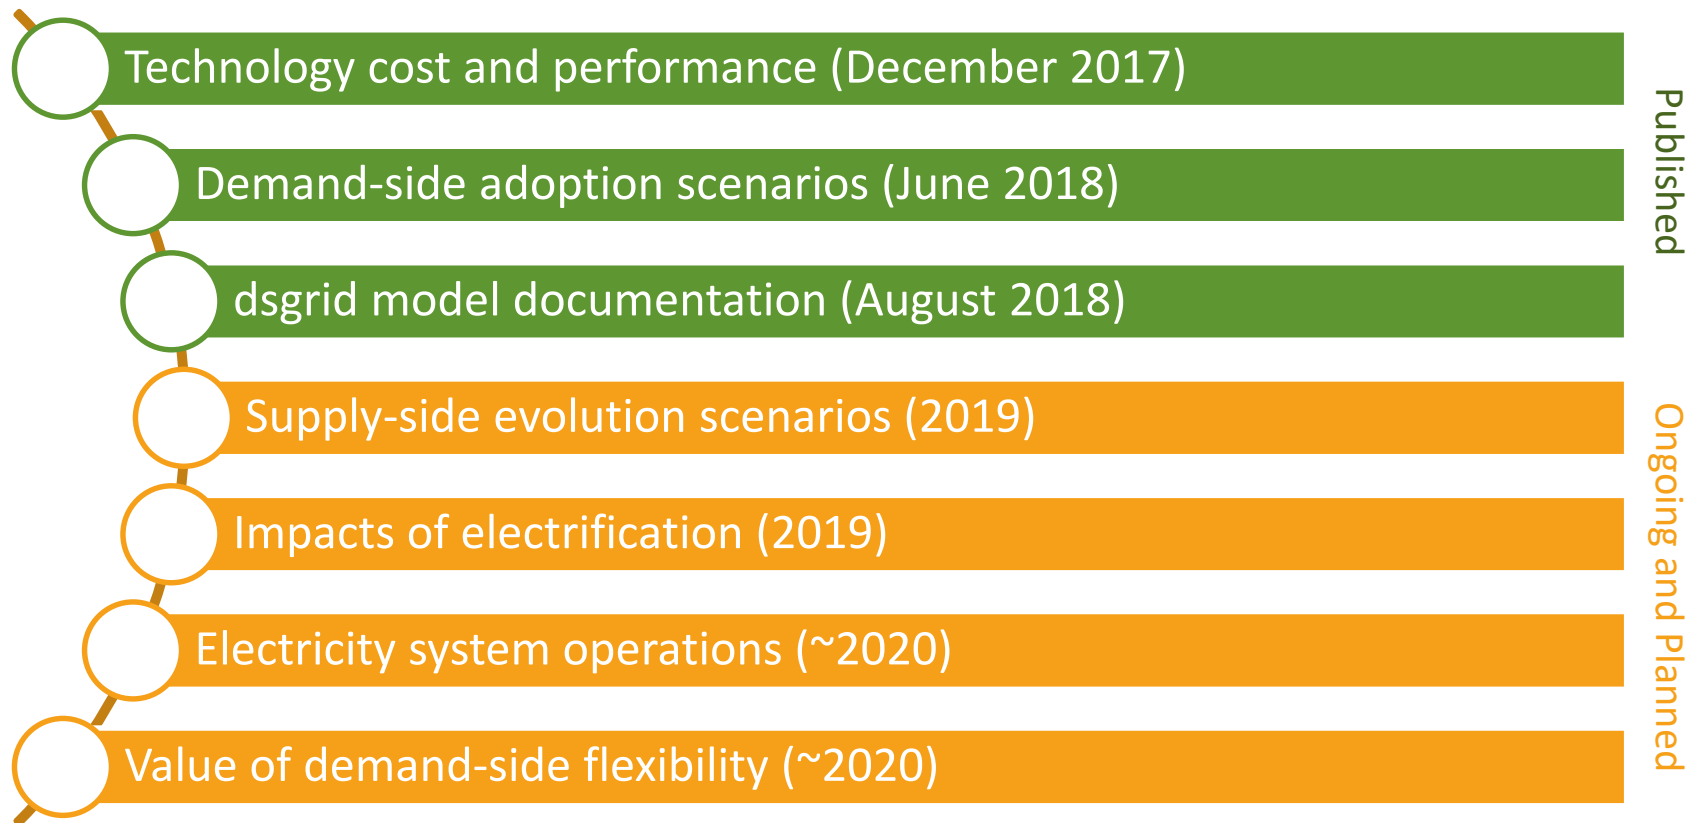 Technology cost and performance (December 2017)
Demand-side adoption scenarios (June 2018)
dsgrid model documentation (August 2018)
Published
Supply-side evolution scenarios (2019)
Impacts of electrification (2019)
Electricity system operations (~2020)
Value of demand-side flexibility (~2020)
Ongoing and Planned